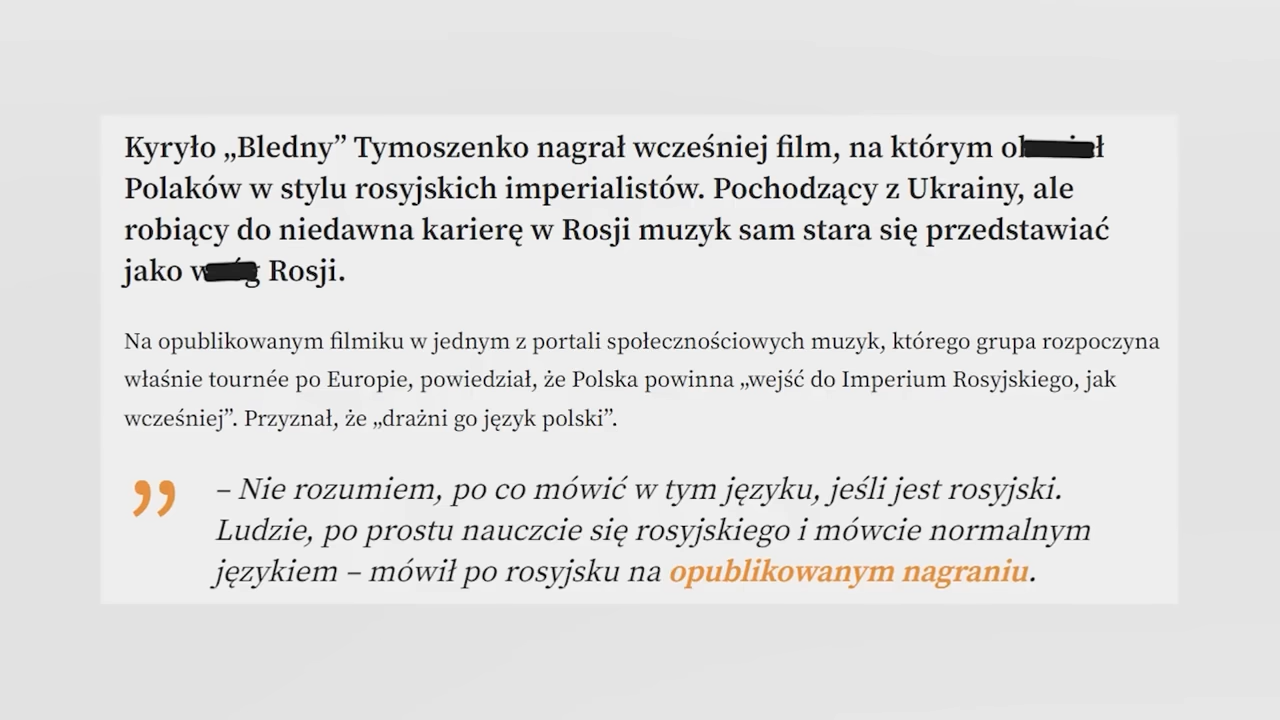 Kyryło „Bledny” Tymoszenko nagrał wcześniej film, na którym
Polaków w stylu rosyjskich imperialistów. Pochodzący z Ukrainy, ale
robiący do niedawna karierę w Rosji muzyk sam stara się przedstawiać
jako Rosji.
Na opublikowanym filmiku w jednym z portali społecznościowych muzyk, którego grupa rozpoczyna
właśnie tournée po Europie, powiedział, że Polska powinna „wejść do Imperium Rosyjskiego, jak
wcześniej”. Przyznał, że „drażni go język polski”.
– Nie rozumiem, po co mówić w tym języku, jeśli jest rosyjski.
Ludzie, po prostu nauczcie się rosyjskiego i mówcie normalnym
językiem – mówił po rosyjsku na opublikowanym nagraniu.